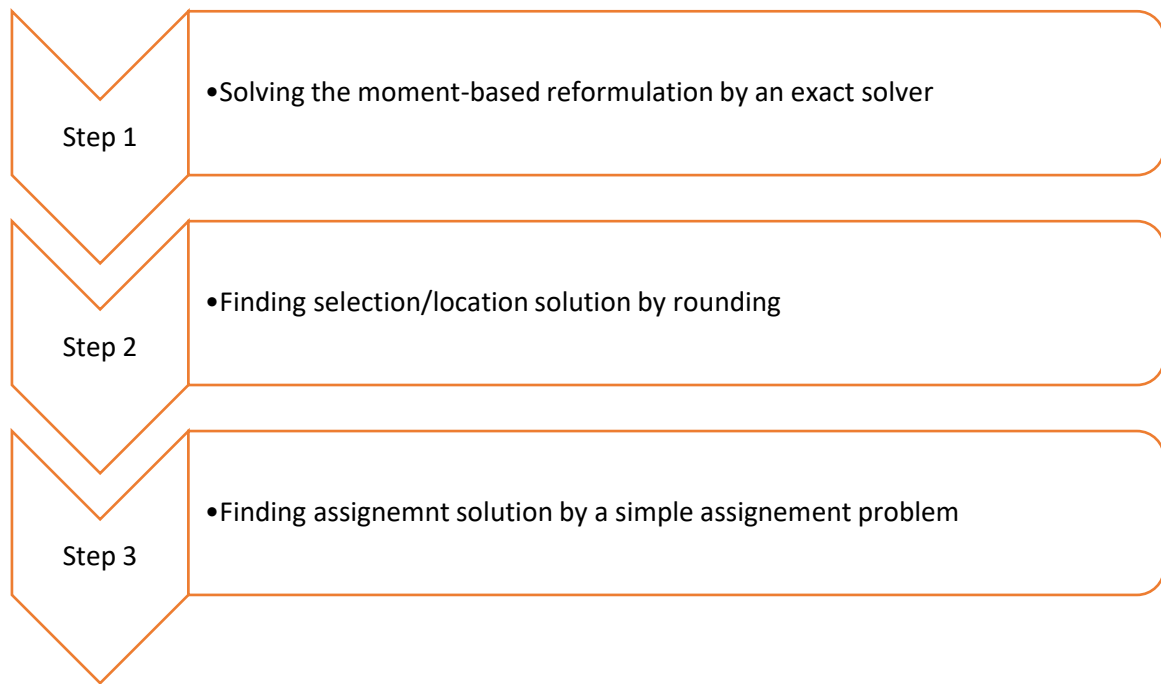 Step 1
•Solving the moment-based reformulation by an exact solver
Step 2
•Finding selection/location solution by rounding
Step 3
•Finding assignemnt solution by a simple assignement problem